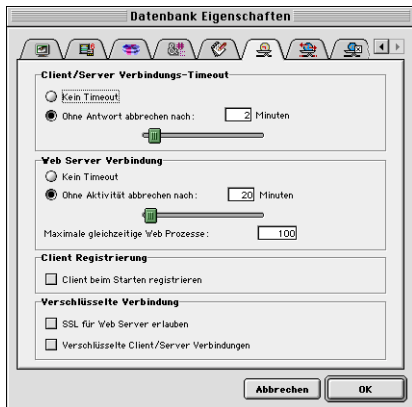 Datenbank Eigenschaften
Client/Server Verbindungs-Timeout
Kein Timeout
Ohne Antwort abbrechen nach: 2 Minuten
Web Server Verbindung
Kein Timeout
Ohne Aktivität abbrechen nach: 20 Minuten
Maximale gleichzeitige Web Prozesse: 100
Client Registrierung
Client beim Starten registrieren
Verschlüsselte Verbindung
SSL für Web Server erlauben
Verschlüsselte Client/Server Verbindungen
Abbrechen OK